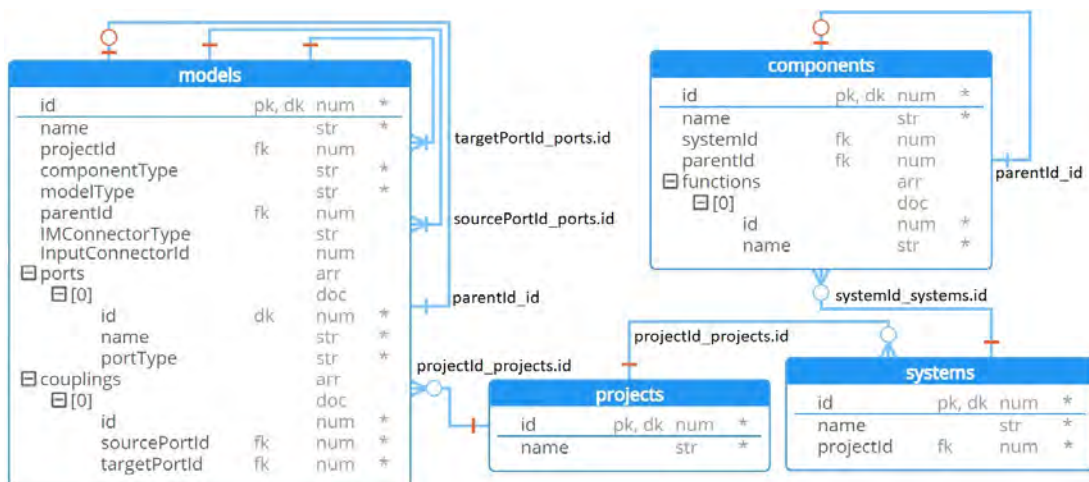 models
id pk, dk num *
name str *
projectId fk num
componentType str *
modelType str *
parentId fk num
IMConnectorType str
InputConnectorId num
ports arr
[0] doc
id dk num *
name str *
portType str *
couplings arr
[0] doc
id num *
sourcePortId fk num *
targetPortId fk num *
targetPortId_ports.id
sourcePortId_ports.id
parentId_id
projectId_projects.id
components
id pk, dk num *
name str *
systemId fk num
parentId fk num
functions arr
[0] doc
id num *
name str *
parentId_id
systemId_systems.id
projectId_projects.id
projects
id pk, dk num *
name str *
systems
id pk, dk num *
name str *
projectId fk num *